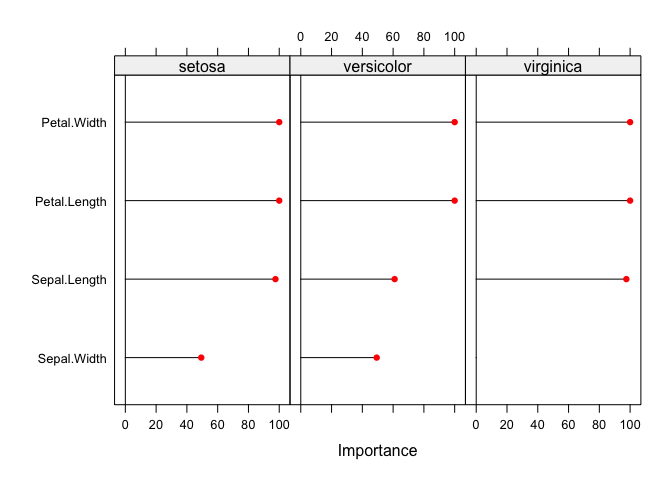 0 20 40 60 80 100
setosa versicolor virginica
Petal.Width
Petal.Length
Sepal.Length
Sepal.Width
0 20 40 60 80 100 0 20 40 60 80 100
Importance